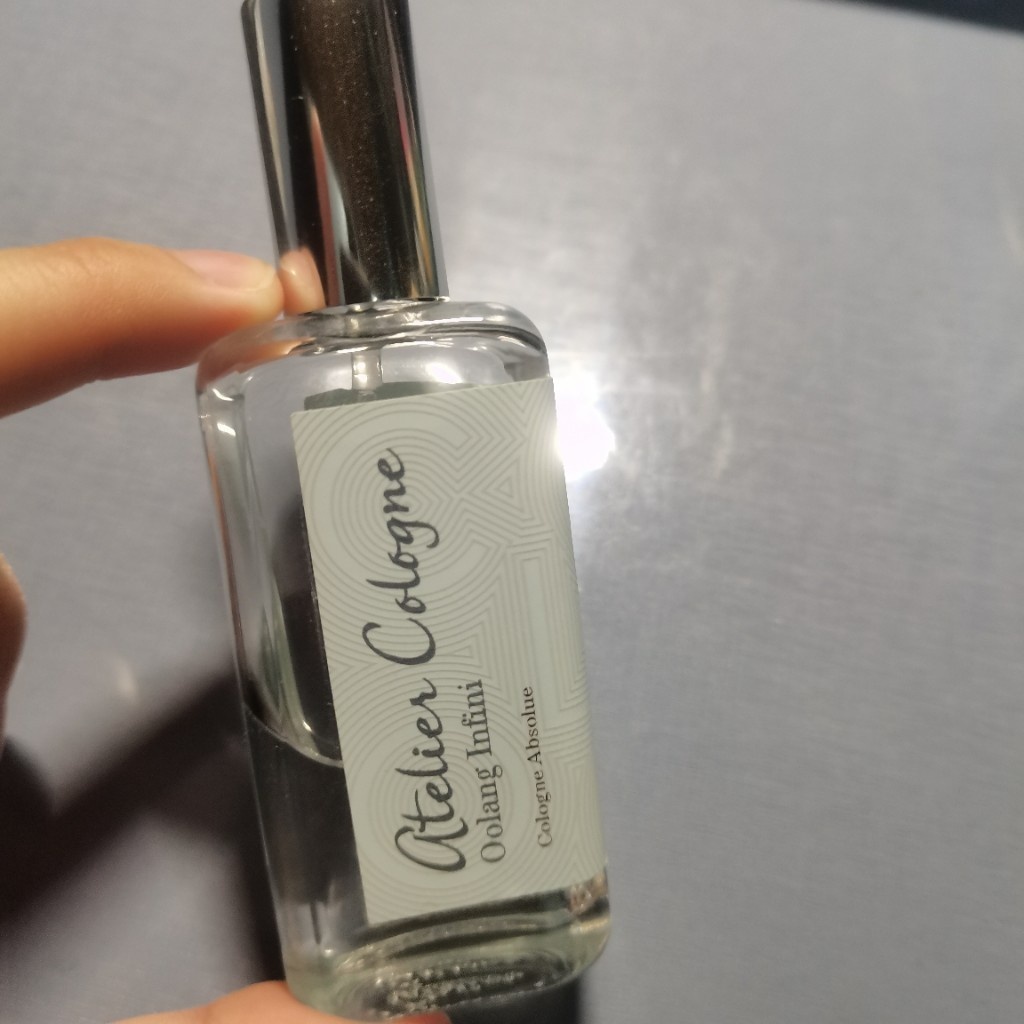 Atelier Cologne
Oolang Infini
Cologne Absolue